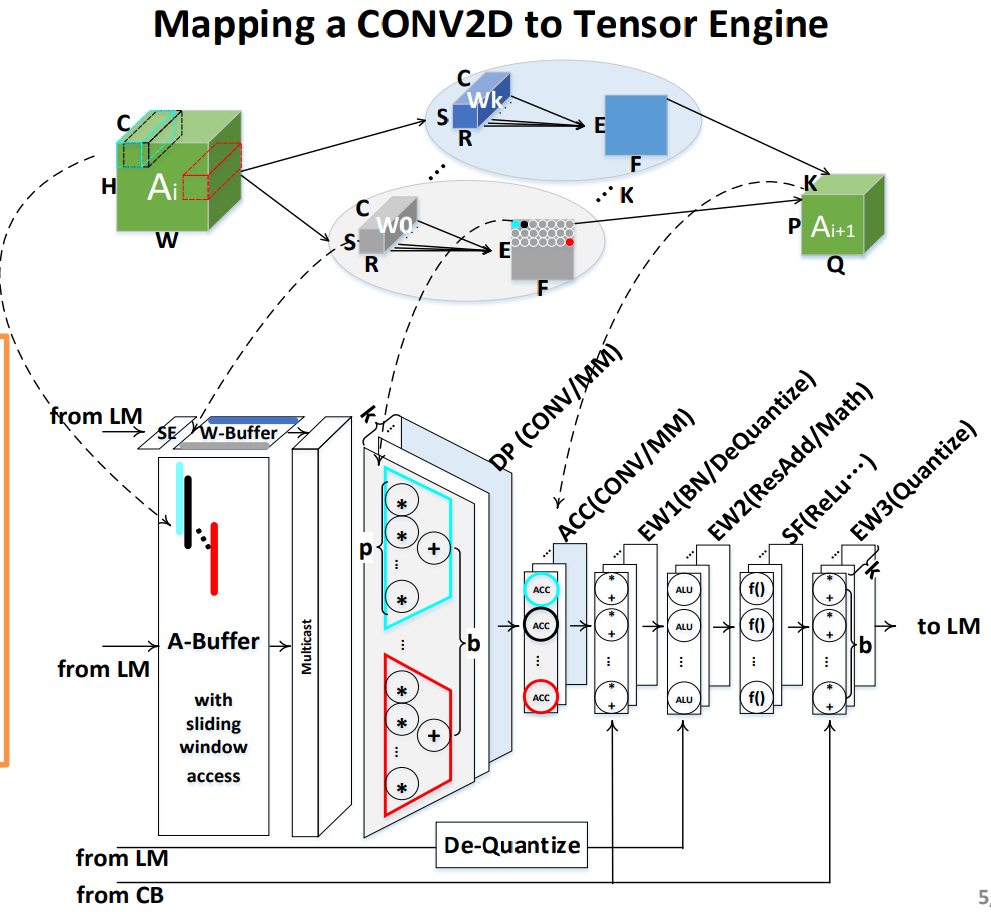 Mapping a CONV2D to Tensor Engine
C
H
Ai
W
C
Wk
S
R
E
F
K
C
W0
S
R
E
F
K
P
Ai+1
Q
from LM
SE
W-Buffer
K
DP (CONV/MM)
ACC(CONV/MM)
EW1(BN/DeQuantize)
EW2(ResAdd/Math)
SF(ReLu…)
EW3(Quantize)
A-Buffer
with
sliding
window
access
from LM
Multicast
p
*
*
...
*
+
...
*
*
...
*
+
b
ACC
ACC
...
ACC
*
+
*
+
...
*
+
ALU
ALU
...
ALU
f()
f()
...
f()
*
+
*
+
...
*
+
K
b
to LM
De-Quantize
from LM
from CB
5,